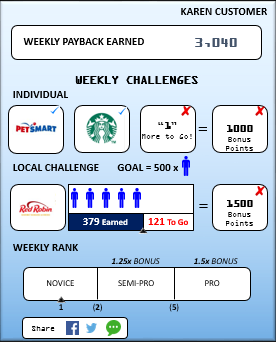 KAREN CUSTOMER
WEEKLY PAYBACK EARNED 3,040
WEEKLY CHALLENGES
INDIVIDUAL
PETSMART
"1"
More to Go!
=
1000
Bonus
Points
LOCAL CHALLENGE GOAL = 500 x
Red Robin
379 Earned 121 To Go
=
1500
Bonus
Points
WEEKLY RANK
1.25x BONUS 1.5x BONUS
NOVICE SEMI-PRO PRO
1 (2) (5)
Share